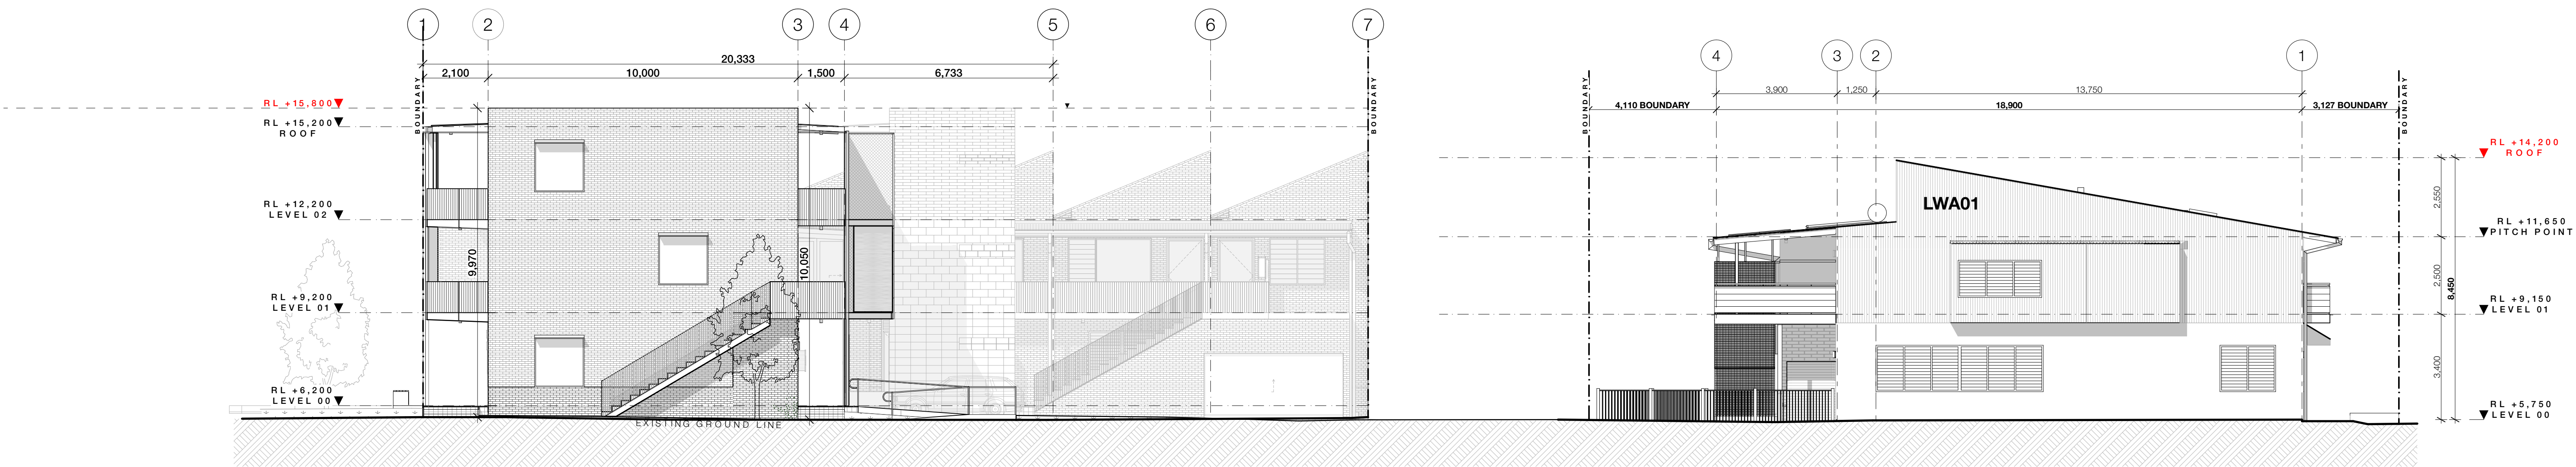 1
2
3
4
5
6
7
20,333
2,100
10,000
1,500
6,733
BOUNDARY
BOUNDARY
RL +15,800
RL +15,200
ROOF
RL +12,200
LEVEL 02
9,970
10,050
RL +9,200
LEVEL 01
RL +6,200
LEVEL 00
EXISTING GROUND LINE
4
3
2
1
3,900
1,250
13,750
4,110 BOUNDARY
18,900
3,127 BOUNDARY
BOUNDARY
BOUNDARY
RL +14,200
ROOF
2,550
LWA01
RL +11,650
PITCH POINT
2,500
8,450
RL +9,150
LEVEL 01
3,400
RL +5,750
LEVEL 00